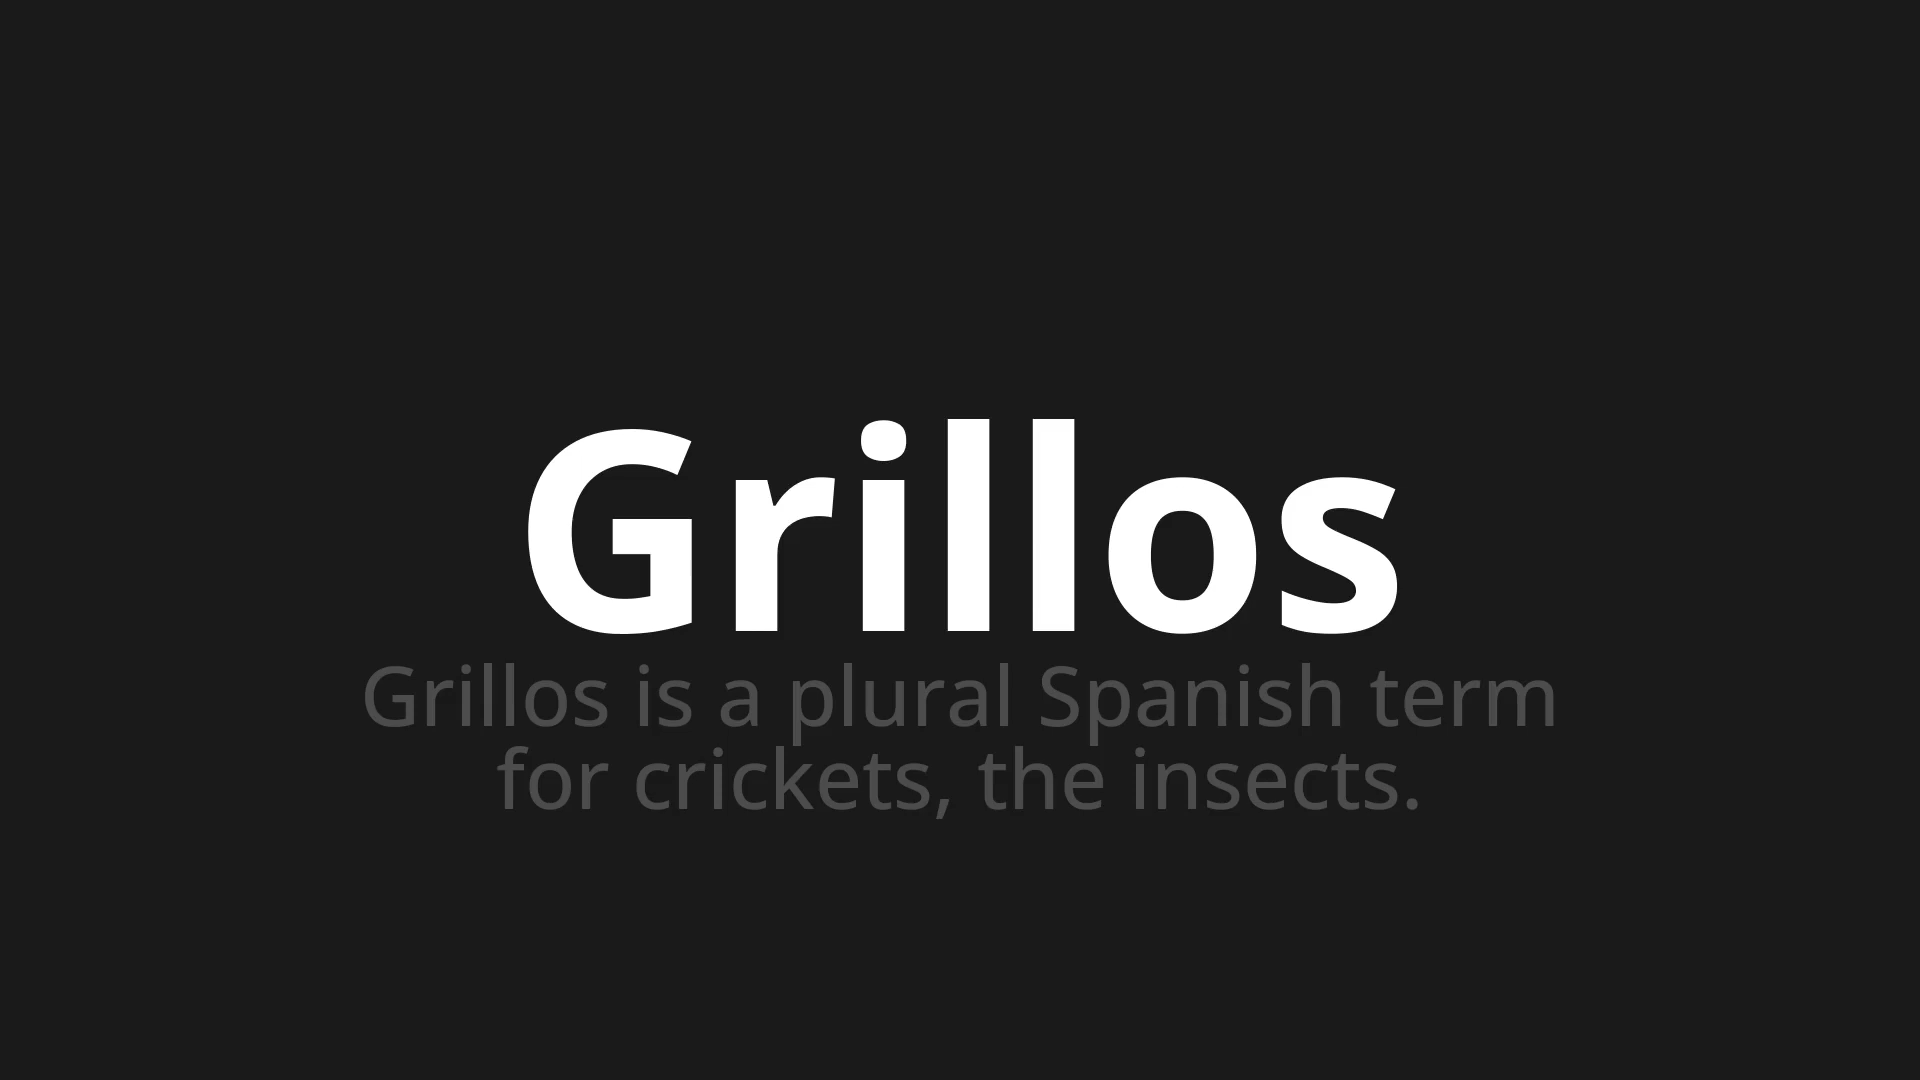 Grillos
Grillos is a plural Spanish term
for crickets, the insects.